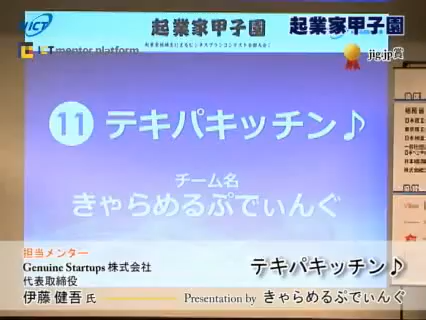 NICT
起業家甲子園
起業家甲子園
ICT mentor platform
jig.jp賞
⑪ テキパキッチン♪
チーム名
きゃらめるぷでぃんぐ
担当メンター
Genuine Startups 株式会社
代表取締役
伊藤 健吾 氏
テキパキッチン♪
Presentation by きゃらめるぷでぃんぐ